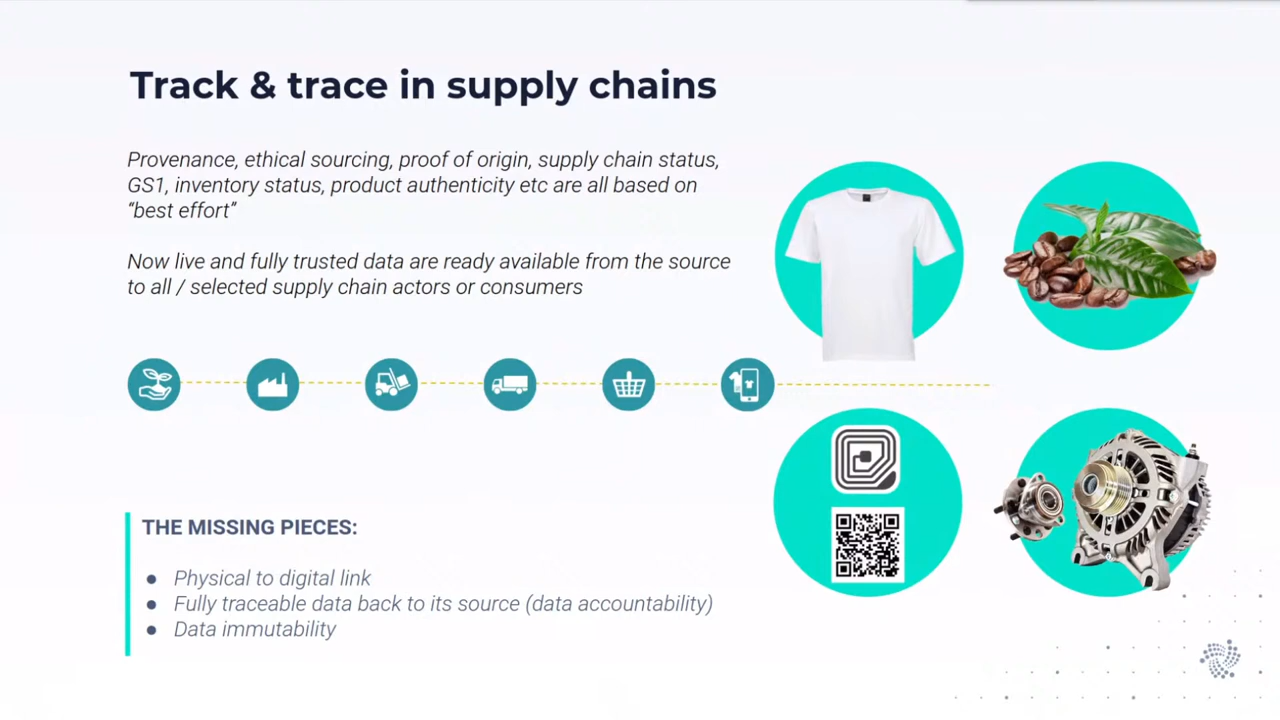 Track & trace in supply chains
Provenance, ethical sourcing, proof of origin, supply chain status,
GS1, inventory status, product authenticity etc are all based on
“best effort”
Now live and fully trusted data are ready available from the source
to all / selected supply chain actors or consumers
THE MISSING PIECES:
● Physical to digital link
● Fully traceable data back to its source (data accountability)
● Data immutability